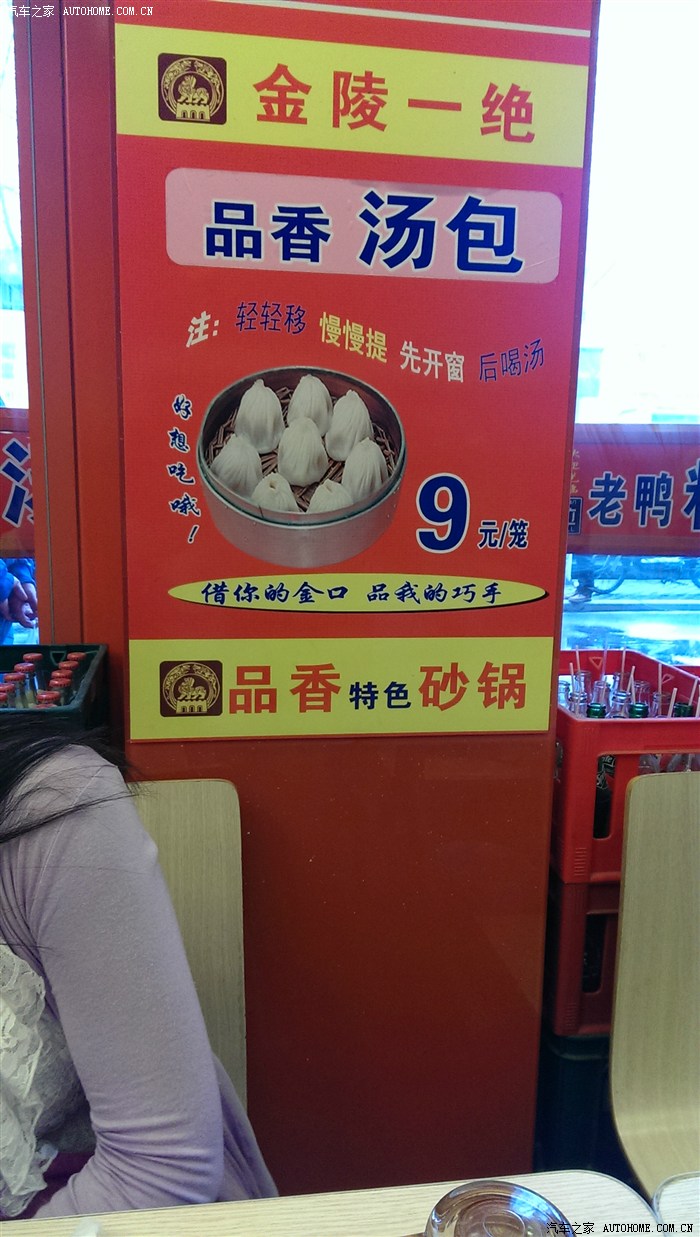 汽车之家 AUTOHOME.COM.CN
金陵一绝
品香 汤包
注: 轻轻移 慢慢提 先开窗 后喝汤
好想吃哦!
9元/笼
借你的金口 品我的巧手
品香特色砂锅
老鸭
汽车之家 AUTOHOME.COM.CN